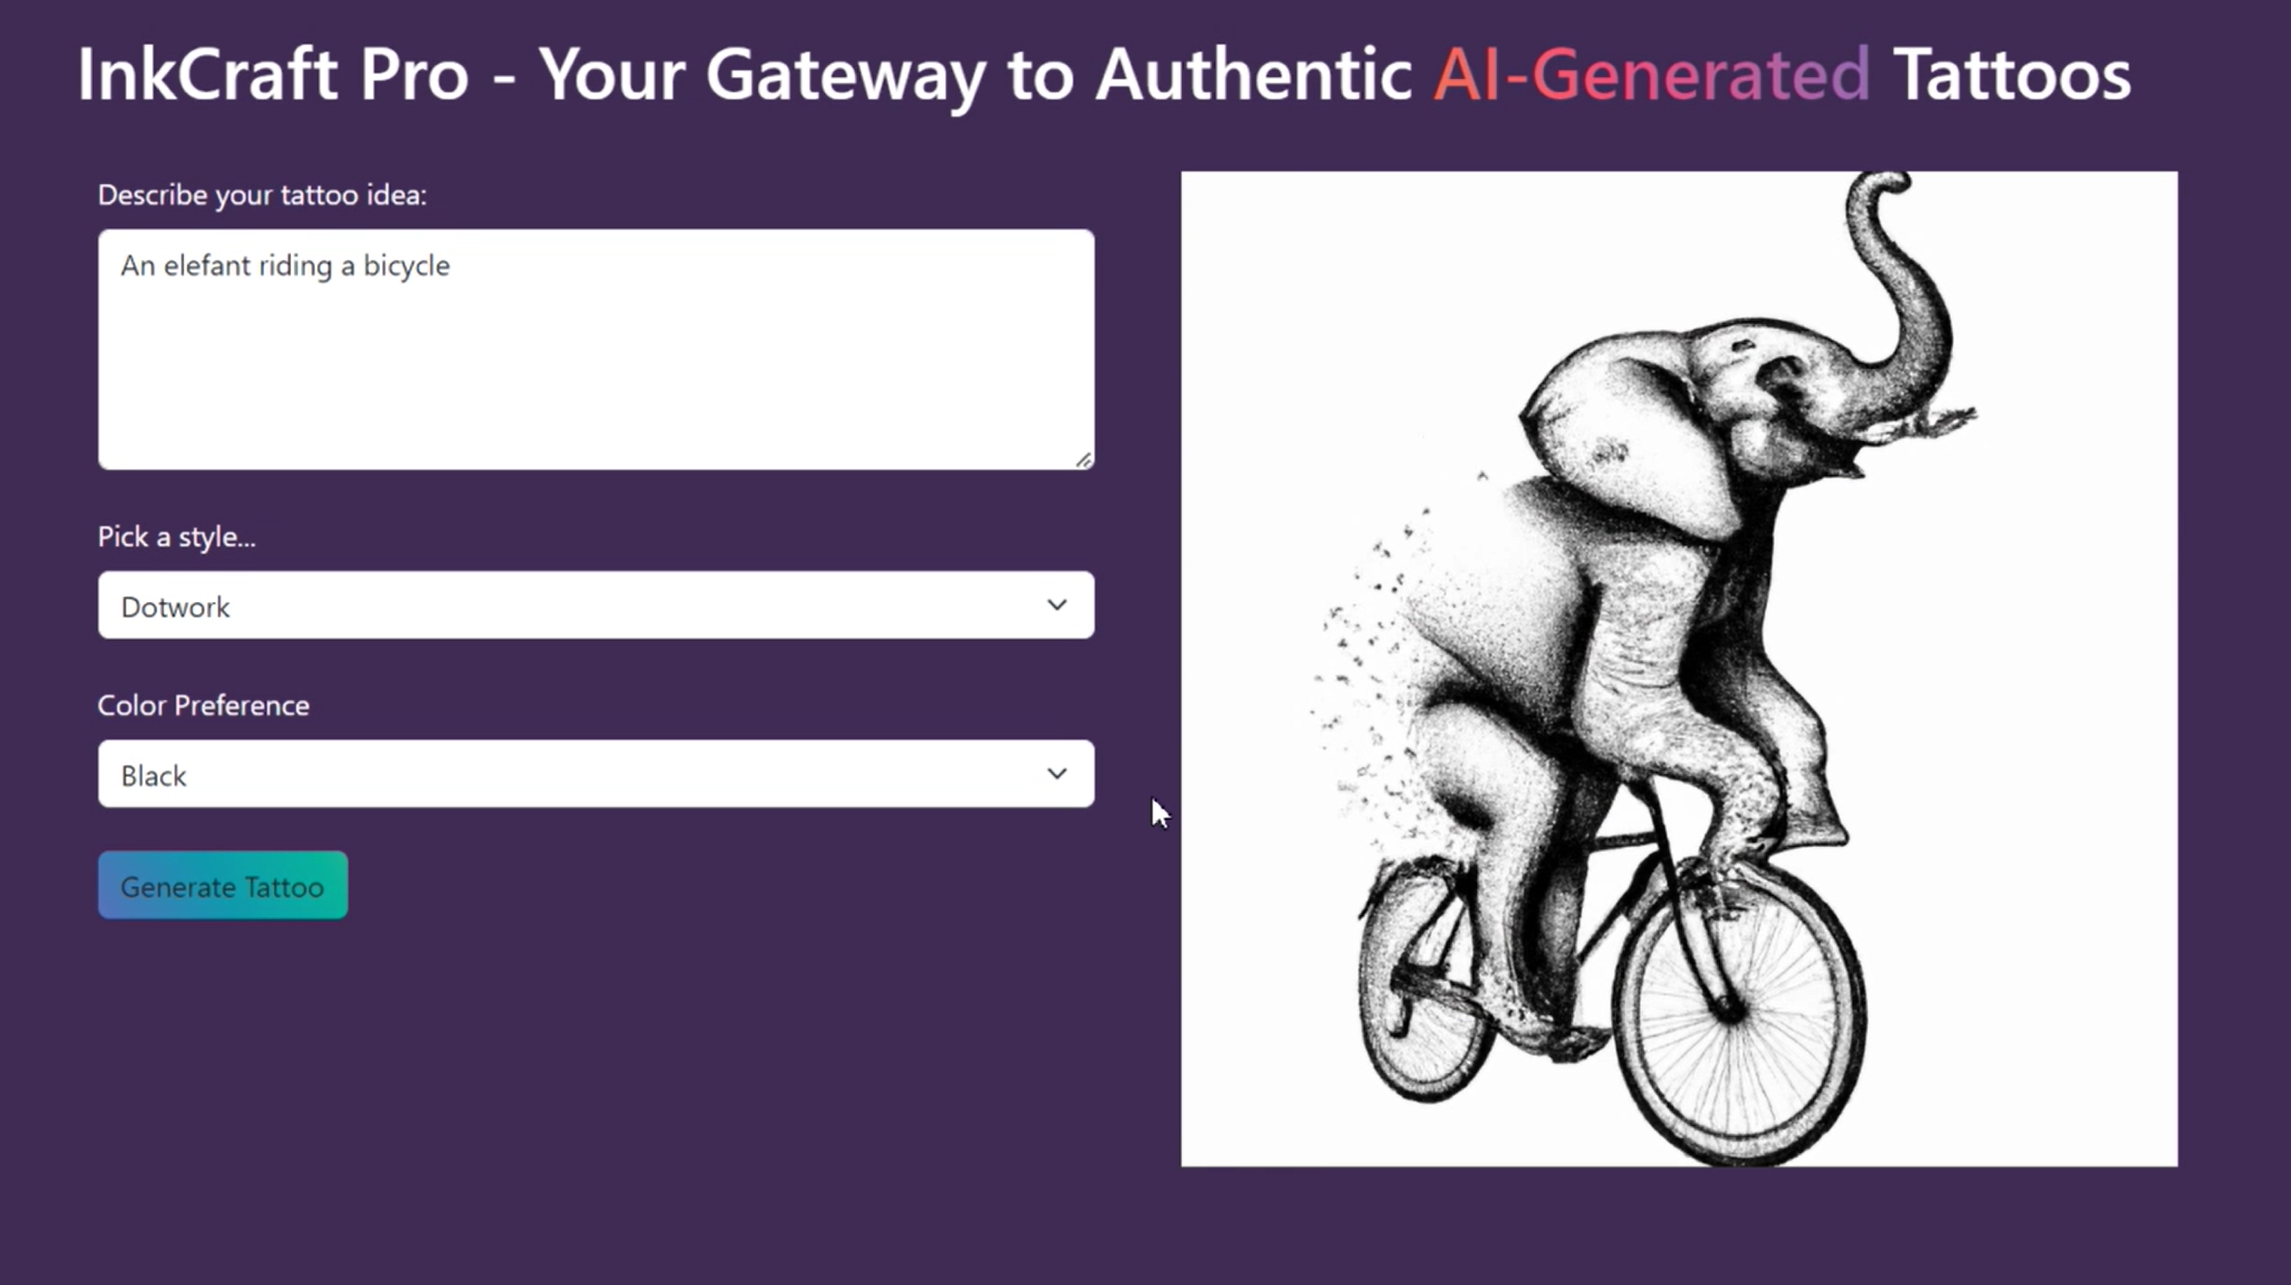 InkCraft Pro - Your Gateway to Authentic AI-Generated Tattoos
Describe your tattoo idea:
An elefant riding a bicycle
Pick a style...
Dotwork
Color Preference
Black
Generate Tattoo